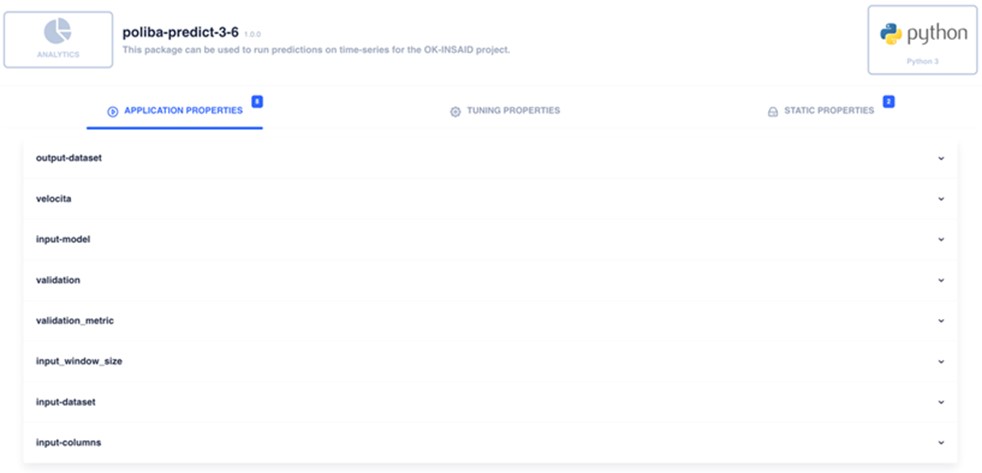 ANALYTICS
poliba-predict-3-6 1.0.0
This package can be used to run predictions on time-series for the OK-INSAID project.
python
Python 3
APPLICATION PROPERTIES 8
TUNING PROPERTIES
STATIC PROPERTIES 2
output-dataset
velocita
input-model
validation
validation_metric
input_window_size
input-dataset
input-columns